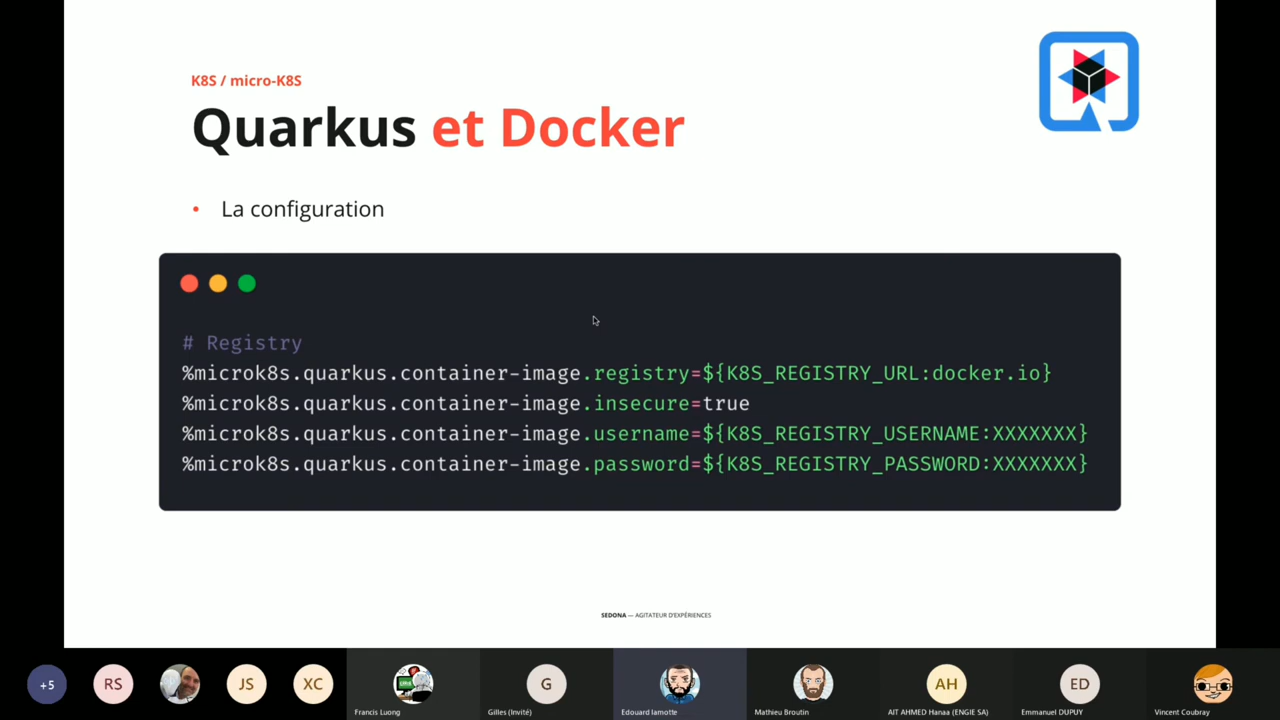 K8S / micro-K8S
Quarkus et Docker
• La configuration
# Registry
%microk8s.quarkus.container-image.registry=${K8S_REGISTRY_URL:docker.io}
%microk8s.quarkus.container-image.insecure=true
%microk8s.quarkus.container-image.username=${K8S_REGISTRY_USERNAME:XXXXXXX}
%microk8s.quarkus.container-image.password=${K8S_REGISTRY_PASSWORD:XXXXXXX}
SEDONA — AGITATEUR D'EXPÉRIENCES
+5
RS
JS
XC
G
AH
ED
Francis Luong
Gilles (Invité)
Edouard lamotte
Mathieu Broutin
AIT AHMED Hanaa (ENGIE SA)
Emmanuel DUPUY
Vincent Coubray